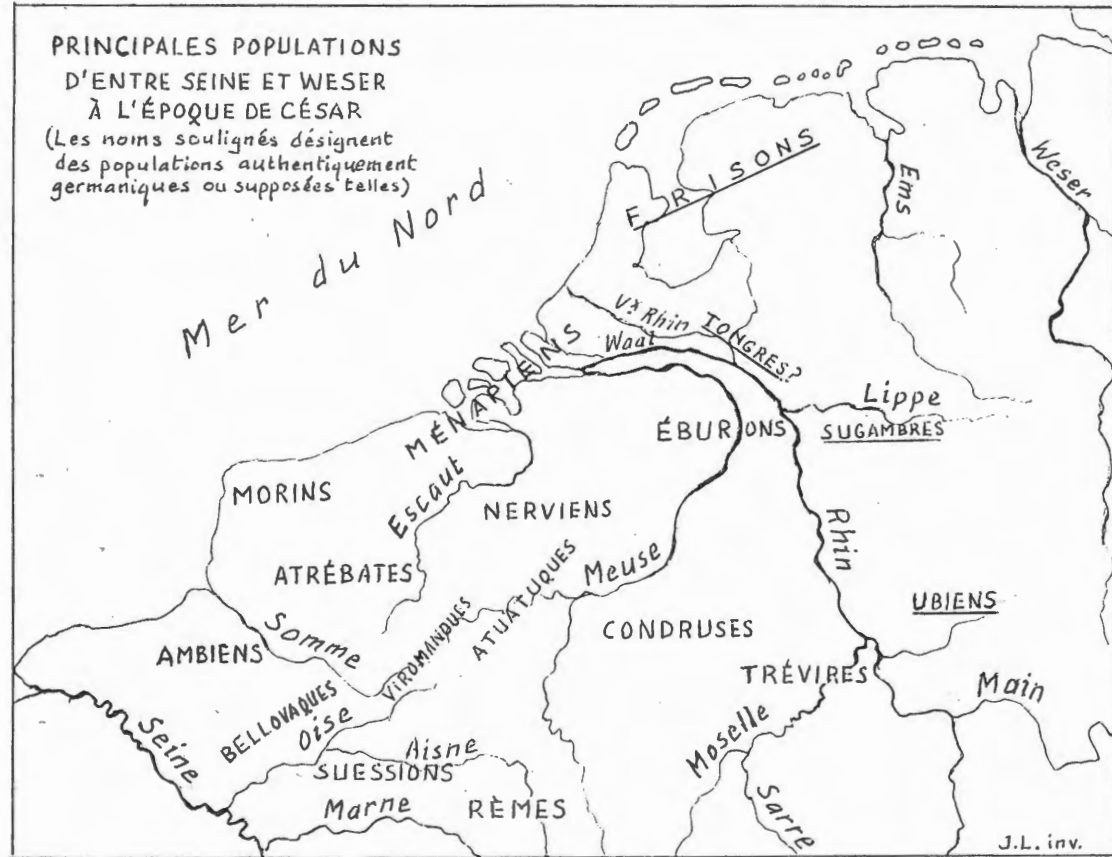 PRINCIPALES POPULATIONS
D'ENTRE SEINE ET WESER
À L'ÉPOQUE DE CÉSAR
(Les noms soulignés désignent
des populations authentiquement
germaniques ou supposées telles)
Mer du Nord
FRISONS
Ems
Weser
Vx Rhin
TONGRES?
Waal
MÉNAPIENS
Lippe
ÉBURONS
SUGAMBRES
MORINS
Escaut
NERVIENS
Rhin
ATRÉBATES
Meuse
ATUATUQUES
VIROMANDUES
UBIENS
CONDRUSES
Somme
AMBIENS
TRÉVIRES
Main
BELLOVAQUES
Oise
Seine
Moselle
Aisne
SUESSIONS
Marne
RÈMES
Sarre
J.L. inv.